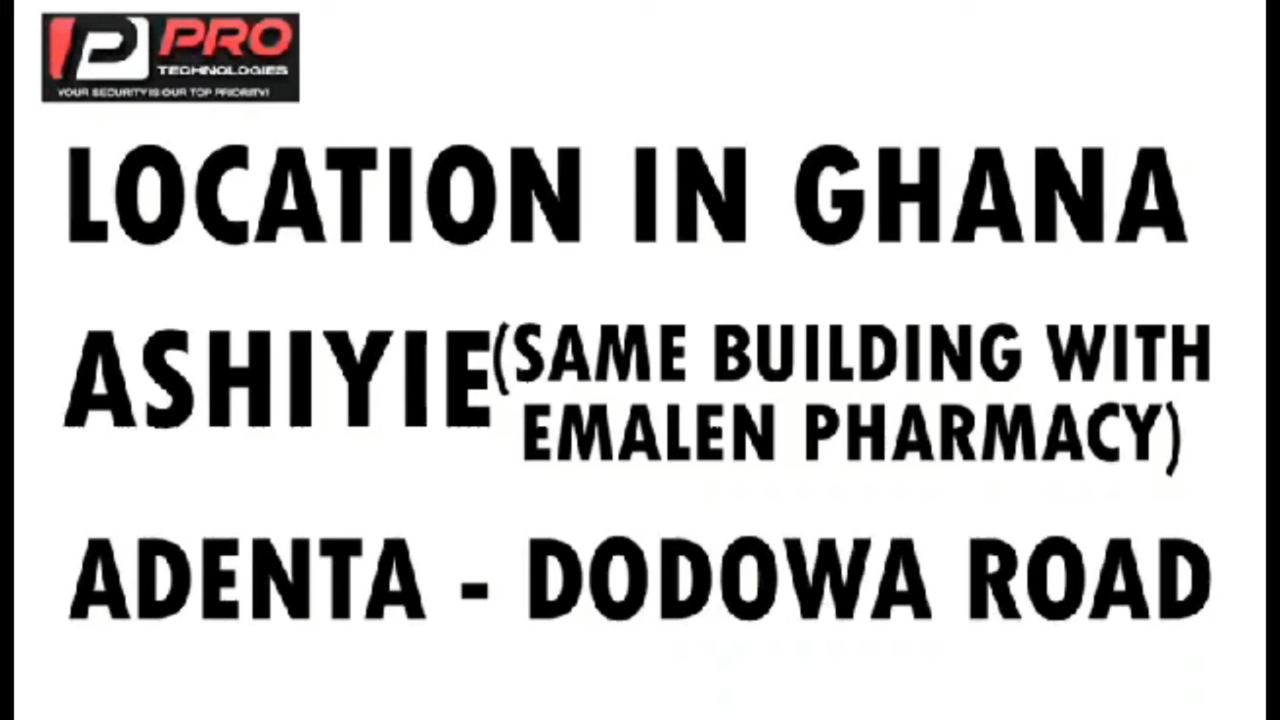 PRO
TECHNOLOGIES
YOUR SECURITY IS OUR TOP PRIORITY!
LOCATION IN GHANA
ASHIYIE (SAME BUILDING WITH
EMALEN PHARMACY)
ADENTA - DODOWA ROAD